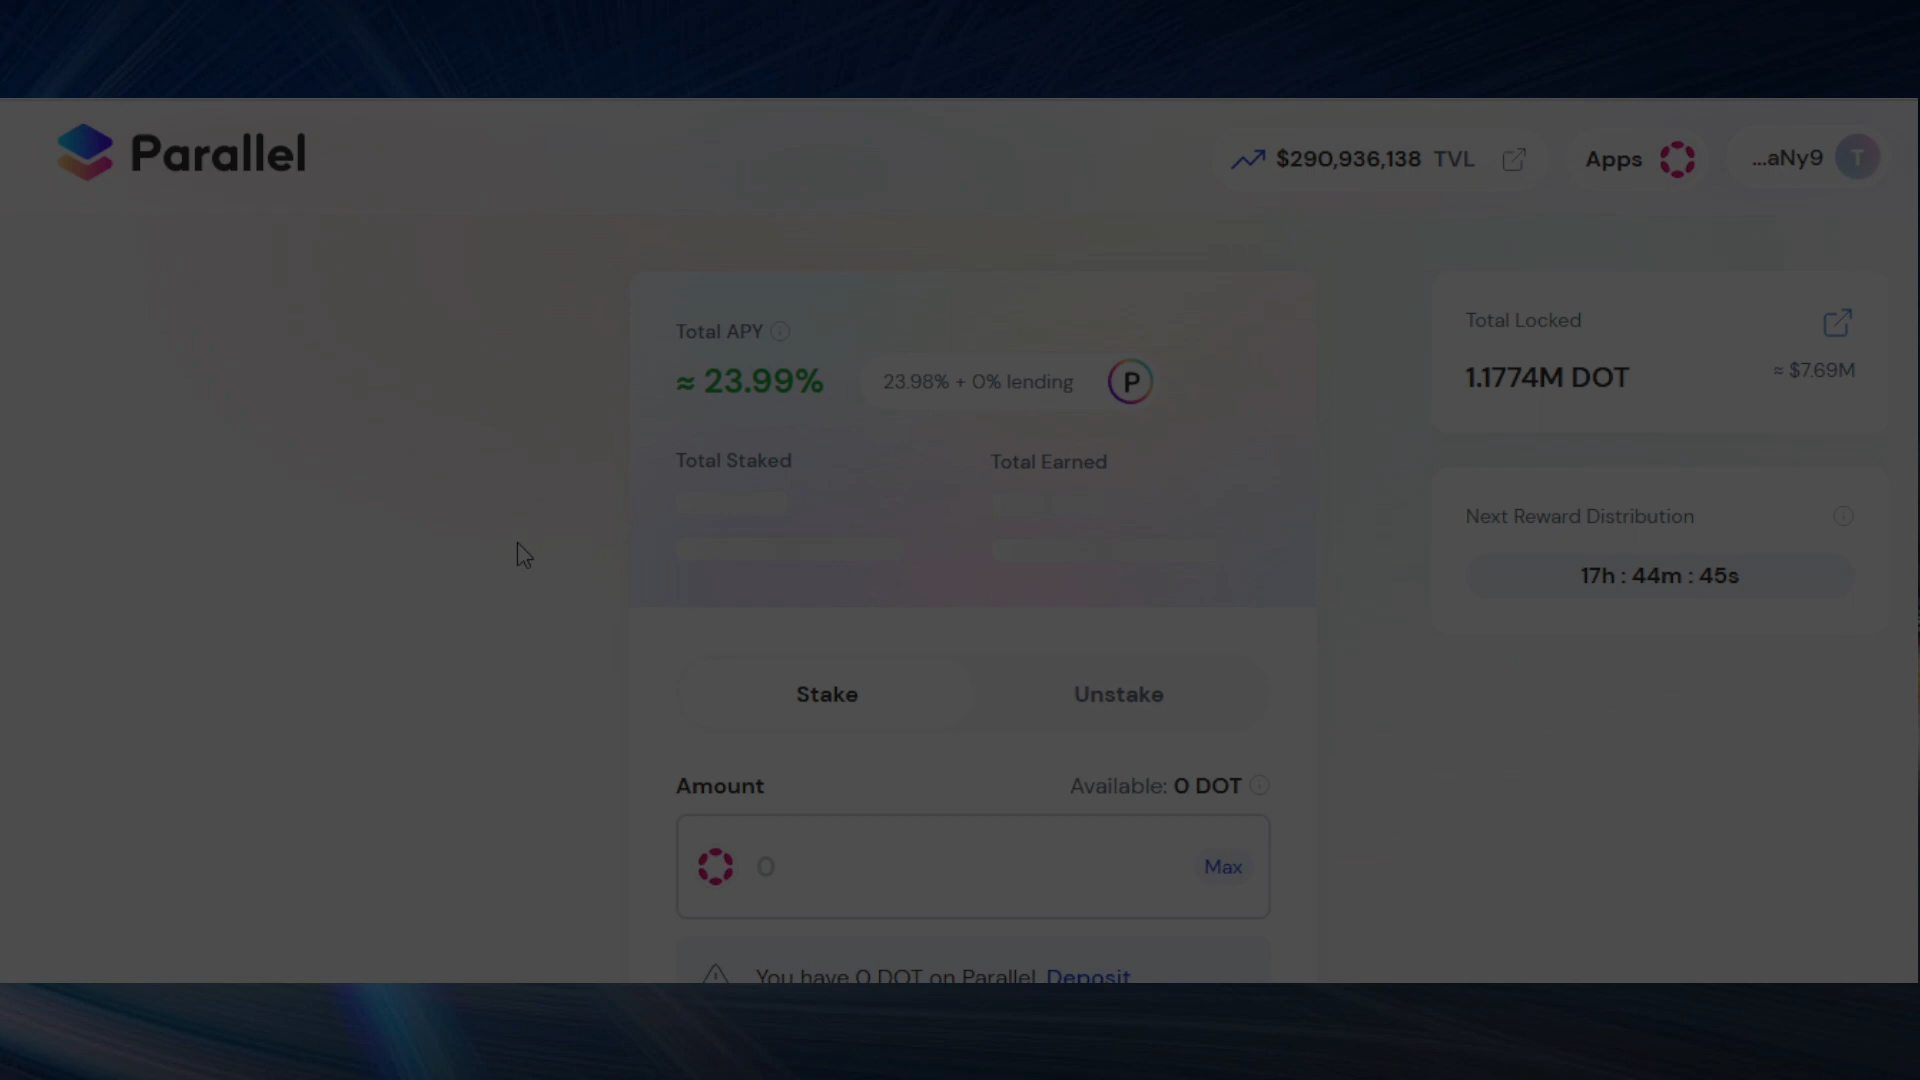 Parallel
$290,936,138 TVL
Apps
...aNy9
T
Total APY
≈ 23.99%
23.98% + 0% lending
P
Total Staked
Total Earned
Total Locked
1.1774M DOT
≈ $7.69M
Next Reward Distribution
17h : 44m : 45s
Stake
Unstake
Amount
Available: 0 DOT
0
Max
You have 0 DOT on Parallel Deposit